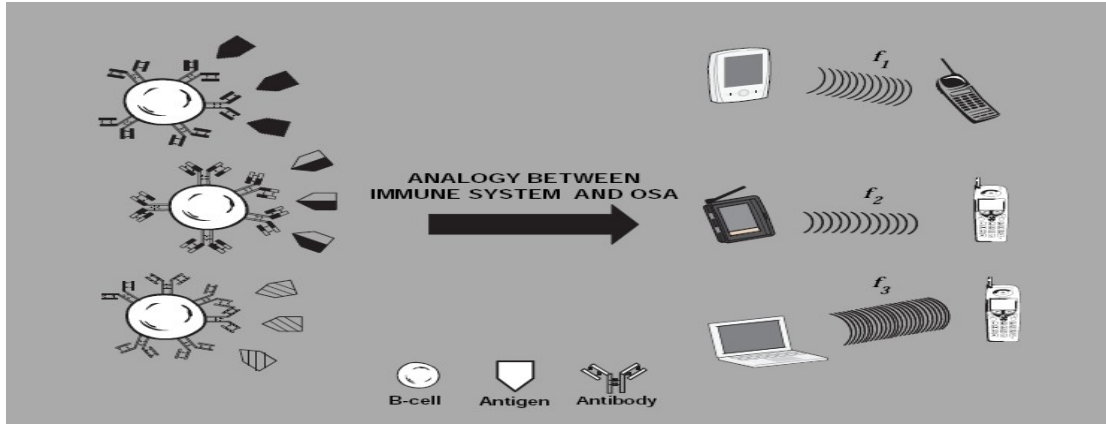 f1
ANALOGY BETWEEN
IMMUNE SYSTEM AND OSA
f2
f3
B-cell
Antigen
Antibody